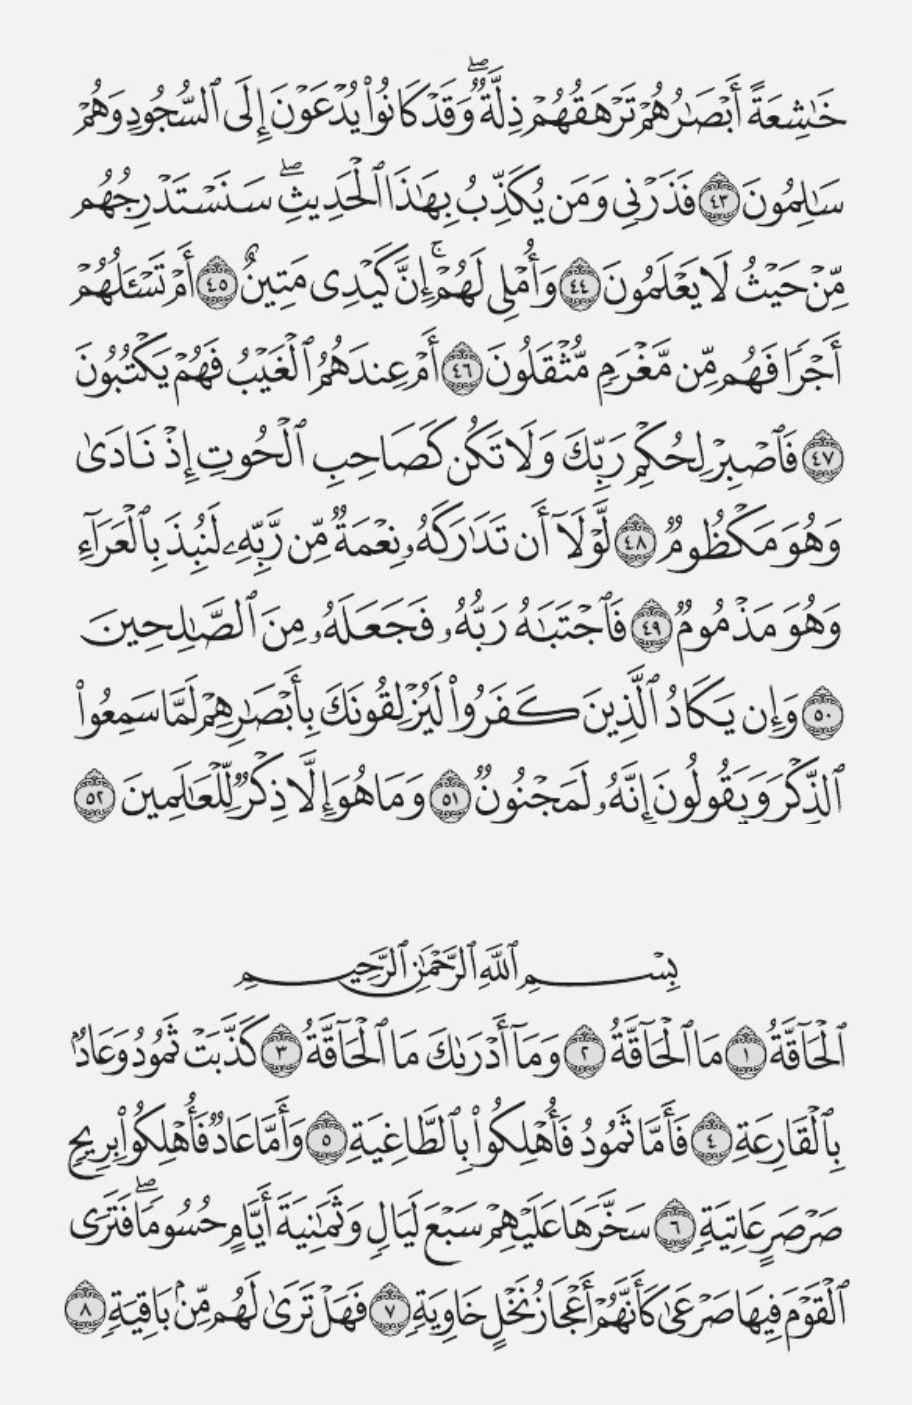 خَٰشِعَةً أَبْصَٰرُهُمْ تَرْهَقُهُمْ ذِلَّةٌ ۖ وَقَدْ كَانُوا۟ يُدْعَوْنَ إِلَى ٱلسُّجُودِ وَهُمْ
سَٰلِمُونَ ٤٣ فَذَرْنِى وَمَن يُكَذِّبُ بِهَٰذَا ٱلْحَدِيثِ ۖ سَنَسْتَدْرِجُهُم
مِّنْ حَيْثُ لَا يَعْلَمُونَ ٤٤ وَأُمْلِى لَهُمْ ۚ إِنَّ كَيْدِى مَتِينٌ ٤٥ أَمْ تَسْـَٔلُهُمْ
أَجْرًا فَهُم مِّن مَّغْرَمٍ مُّثْقَلُونَ ٤٦ أَمْ عِندَهُمُ ٱلْغَيْبُ فَهُمْ يَكْتُبُونَ
٤٧ فَٱصْبِرْ لِحُكْمِ رَبِّكَ وَلَا تَكُن كَصَاحِبِ ٱلْحُوتِ إِذْ نَادَىٰ
وَهُوَ مَكْظُومٌ ٤٨ لَّوْلَآ أَن تَدَٰرَكَهُۥ نِعْمَةٌ مِّن رَّبِّهِۦ لَنُبِذَ بِٱلْعَرَآءِ
وَهُوَ مَذْمُومٌ ٤٩ فَٱجْتَبَٰهُ رَبُّهُۥ فَجَعَلَهُۥ مِنَ ٱلصَّٰلِحِينَ
٥٠ وَإِن يَكَادُ ٱلَّذِينَ كَفَرُوا۟ لَيُزْلِقُونَكَ بِأَبْصَٰرِهِمْ لَمَّا سَمِعُوا۟
ٱلذِّكْرَ وَيَقُولُونَ إِنَّهُۥ لَمَجْنُونٌ ٥١ وَمَا هُوَ إِلَّا ذِكْرٌ لِّلْعَٰلَمِينَ ٥٢
بِسْمِ ٱللَّهِ ٱلرَّحْمَٰنِ ٱلرَّحِيمِ
ٱلْحَآقَّةُ ١ مَا ٱلْحَآقَّةُ ٢ وَمَآ أَدْرَىٰكَ مَا ٱلْحَآقَّةُ ٣ كَذَّبَتْ ثَمُودُ وَعَادٌۢ
بِٱلْقَارِعَةِ ٤ فَأَمَّا ثَمُودُ فَأُهْلِكُوا۟ بِٱلطَّاغِيَةِ ٥ وَأَمَّا عَادٌ فَأُهْلِكُوا۟ بِرِيحٍ
صَرْصَرٍ عَاتِيَةٍ ٦ سَخَّرَهَا عَلَيْهِمْ سَبْعَ لَيَالٍ وَثَمَٰنِيَةَ أَيَّامٍ حُسُومًا ۖ فَتَرَى
ٱلْقَوْمَ فِيهَا صَرْعَىٰ كَأَنَّهُمْ أَعْجَازُ نَخْلٍ خَاوِيَةٍ ٧ فَهَلْ تَرَىٰ لَهُم مِّنۢ بَاقِيَةٍ ٨